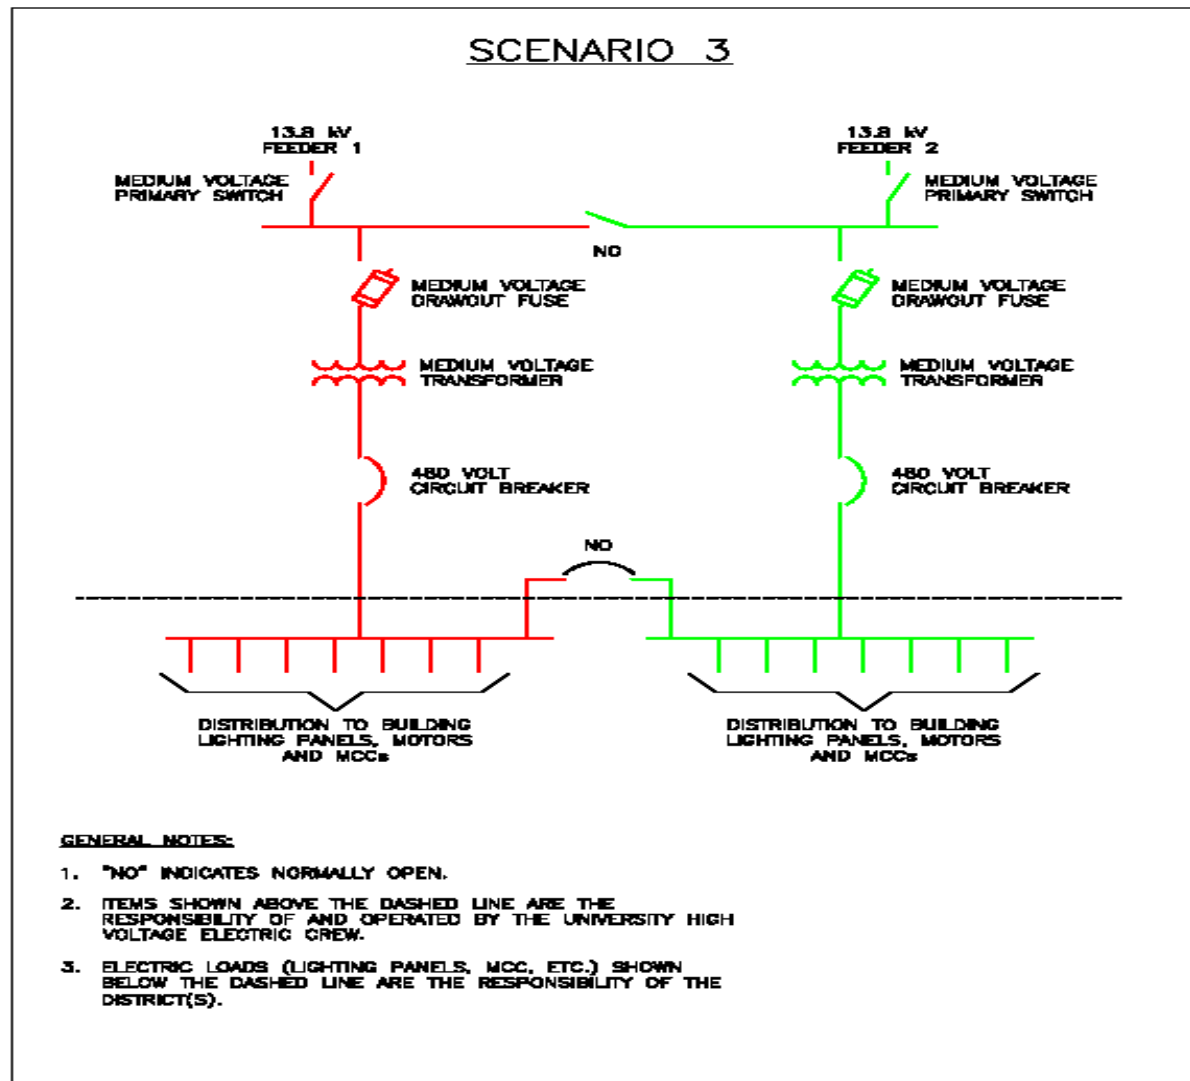 SCENARIO 3
13.8 kV
FEEDER 1
13.8 kV
FEEDER 2
MEDIUM VOLTAGE
PRIMARY SWITCH
MEDIUM VOLTAGE
PRIMARY SWITCH
NO
MEDIUM VOLTAGE
DRAWOUT FUSE
MEDIUM VOLTAGE
DRAWOUT FUSE
MEDIUM VOLTAGE
TRANSFORMER
MEDIUM VOLTAGE
TRANSFORMER
480 VOLT
CIRCUIT BREAKER
480 VOLT
CIRCUIT BREAKER
NO
DISTRIBUTION TO BUILDING
LIGHTING PANELS, MOTORS
AND MCCs
DISTRIBUTION TO BUILDING
LIGHTING PANELS, MOTORS
AND MCCs
GENERAL NOTES:
1. "NO" INDICATES NORMALLY OPEN.
2. ITEMS SHOWN ABOVE THE DASHED LINE ARE THE
RESPONSIBILITY OF AND OPERATED BY THE UNIVERSITY HIGH
VOLTAGE ELECTRIC CREW.
3. ELECTRIC LOADS (LIGHTING PANELS, MCC, ETC.) SHOWN
BELOW THE DASHED LINE ARE THE RESPONSIBILITY OF THE
DISTRICT(S).